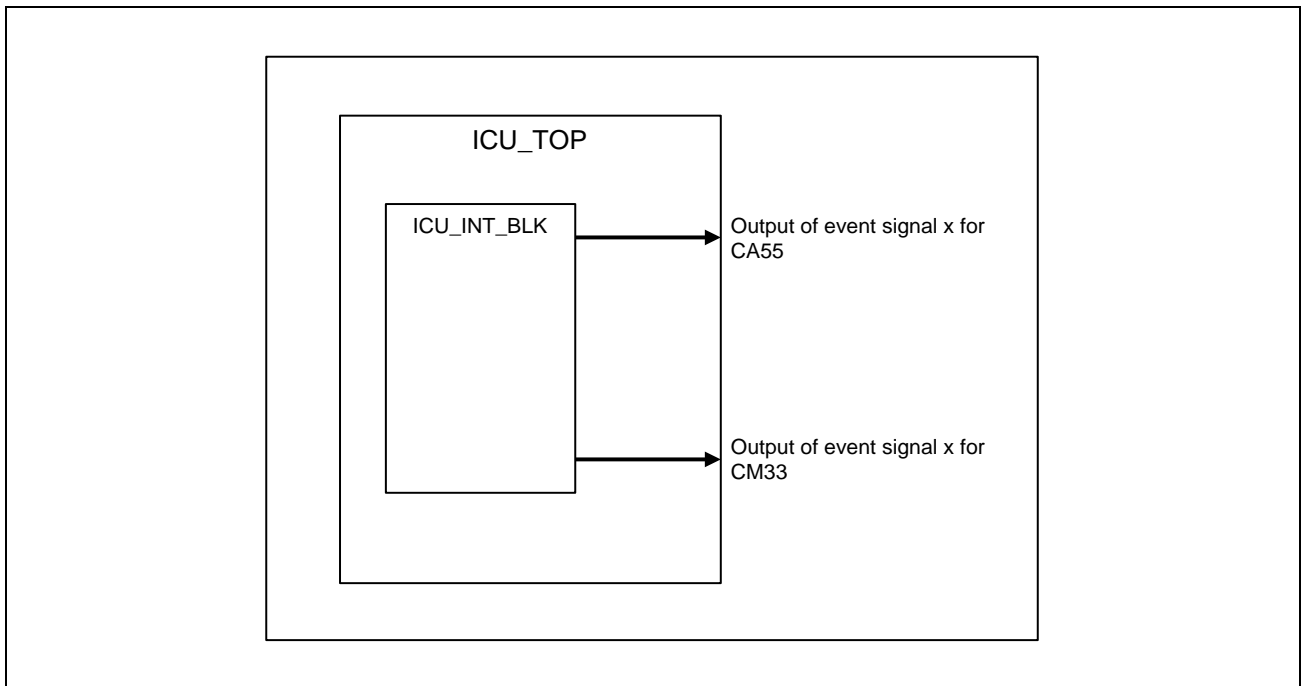 ICU_TOP
ICU_INT_BLK
Output of event signal x for
CA55
Output of event signal x for
CM33